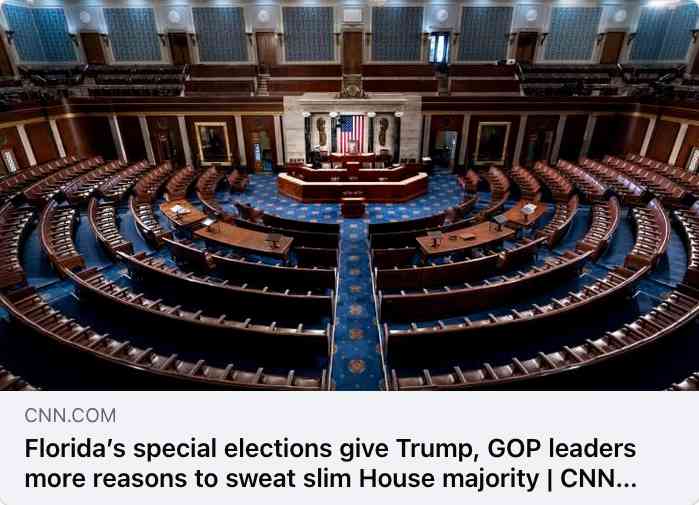 CNN.COM
Florida’s special elections give Trump, GOP leaders
more reasons to sweat slim House majority | CNN...